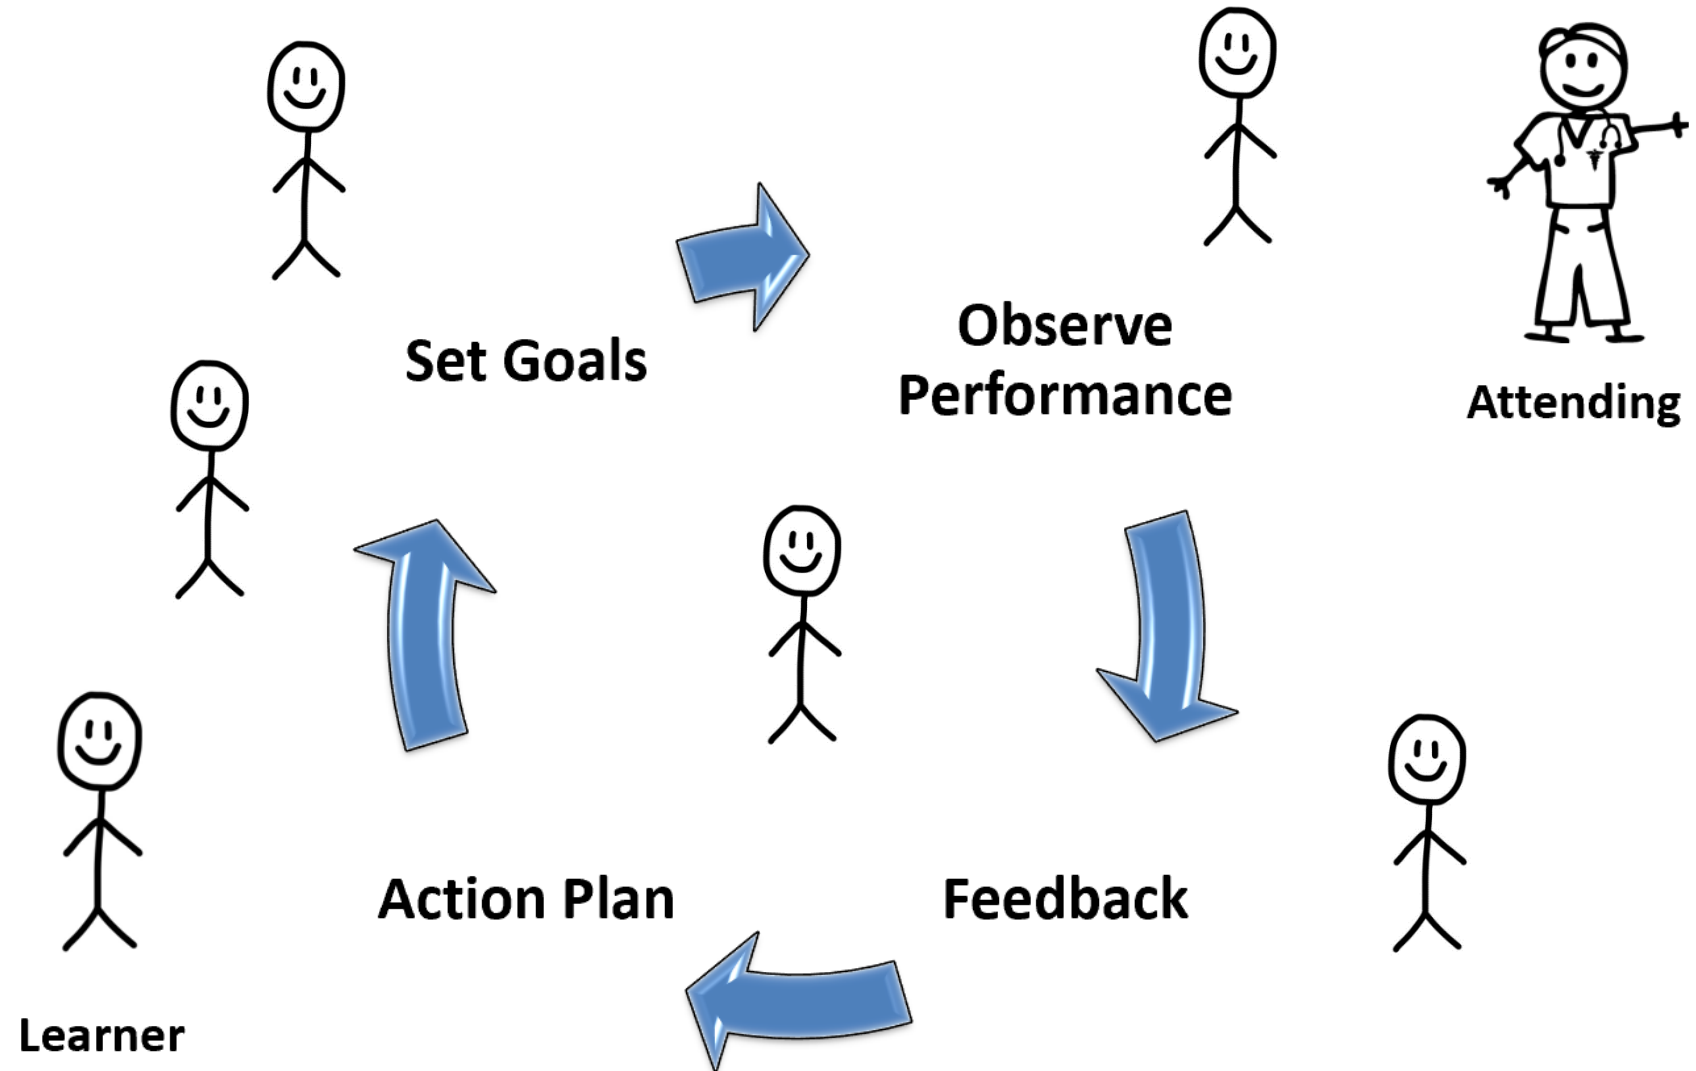 Set Goals
Observe
Performance
Attending
Action Plan
Feedback
Learner